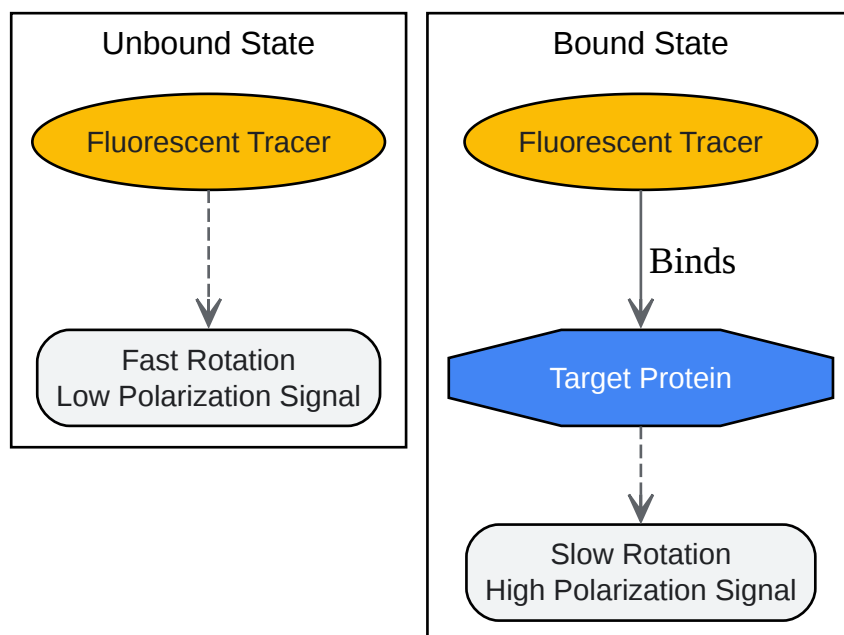 Unbound State
Fluorescent Tracer
Fast Rotation
Low Polarization Signal
Bound State
Fluorescent Tracer
Binds
Target Protein
Slow Rotation
High Polarization Signal